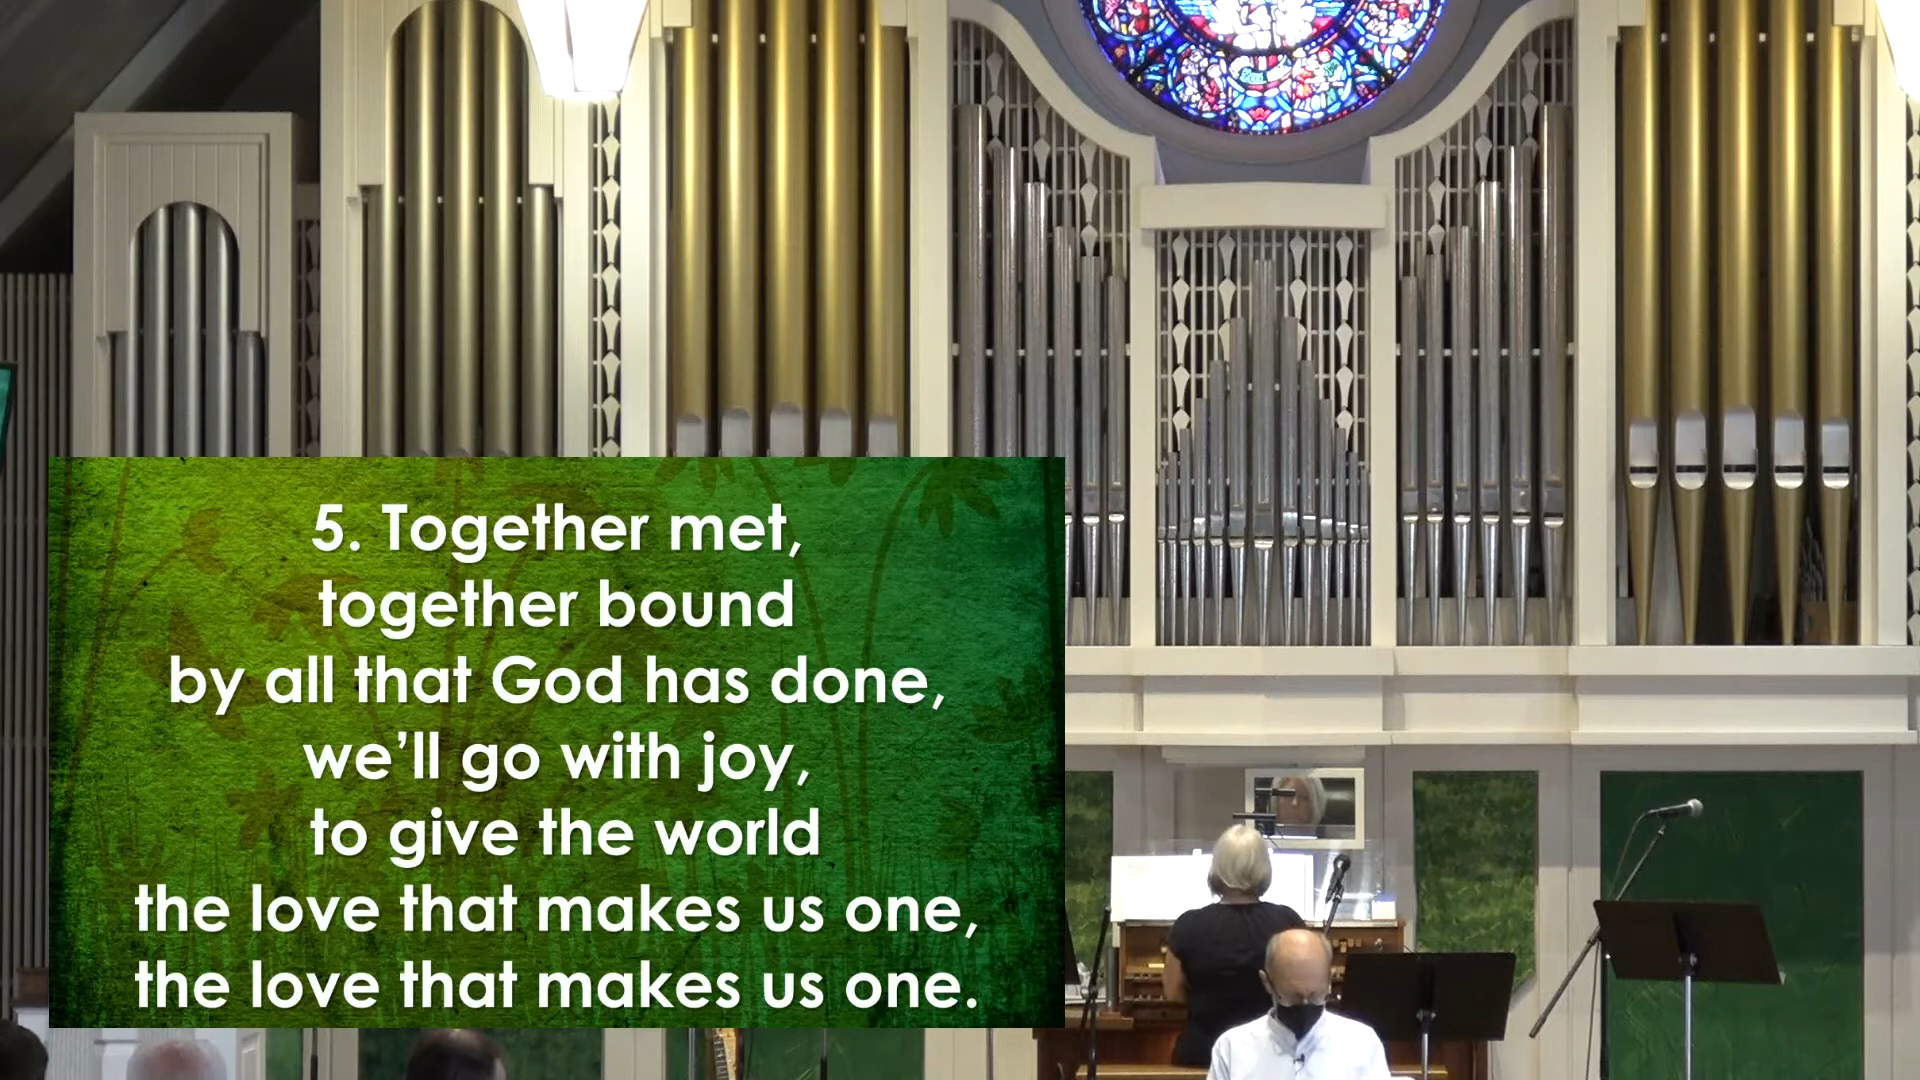 5. Together met,
together bound
by all that God has done,
we’ll go with joy,
to give the world
the love that makes us one,
the love that makes us one.